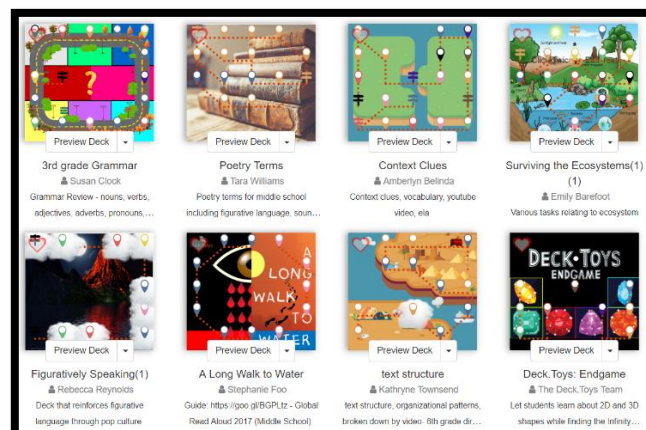 Preview Deck
Preview Deck
Preview Deck
Preview Deck
3rd grade Grammar
Poetry Terms
Context Clues
Surviving the Ecosystems(1)
(1)
Susan Clock
Tara Williams
Amberlyn Belinda
Emily Barefoot
Grammar Review - nouns, verbs,
adjectives, adverbs, pronouns,...
Poetry terms for middle school
including figurative language, soun...
Context clues, vocabulary, youtube
video, ela
Various tasks relating to ecosystem
A
LONG
WALK
TO
WATER
DECK•TOYS
ENDGAME
Preview Deck
Preview Deck
Preview Deck
Preview Deck
Figuratively Speaking(1)
A Long Walk to Water
text structure
Deck.Toys: Endgame
Rebecca Reynolds
Stephanie Foo
Kathryne Townsend
The Deck.Toys Team
Deck that reinforces figurative
language through pop culture
Guide: https://goo.gl/BGPLtz - Global
Read Aloud 2017 (Middle School)
text structure, organizational patterns,
broken down by video- 6th grade dir...
Let students learn about 2D and 3D
shapes while finding the Infinity...